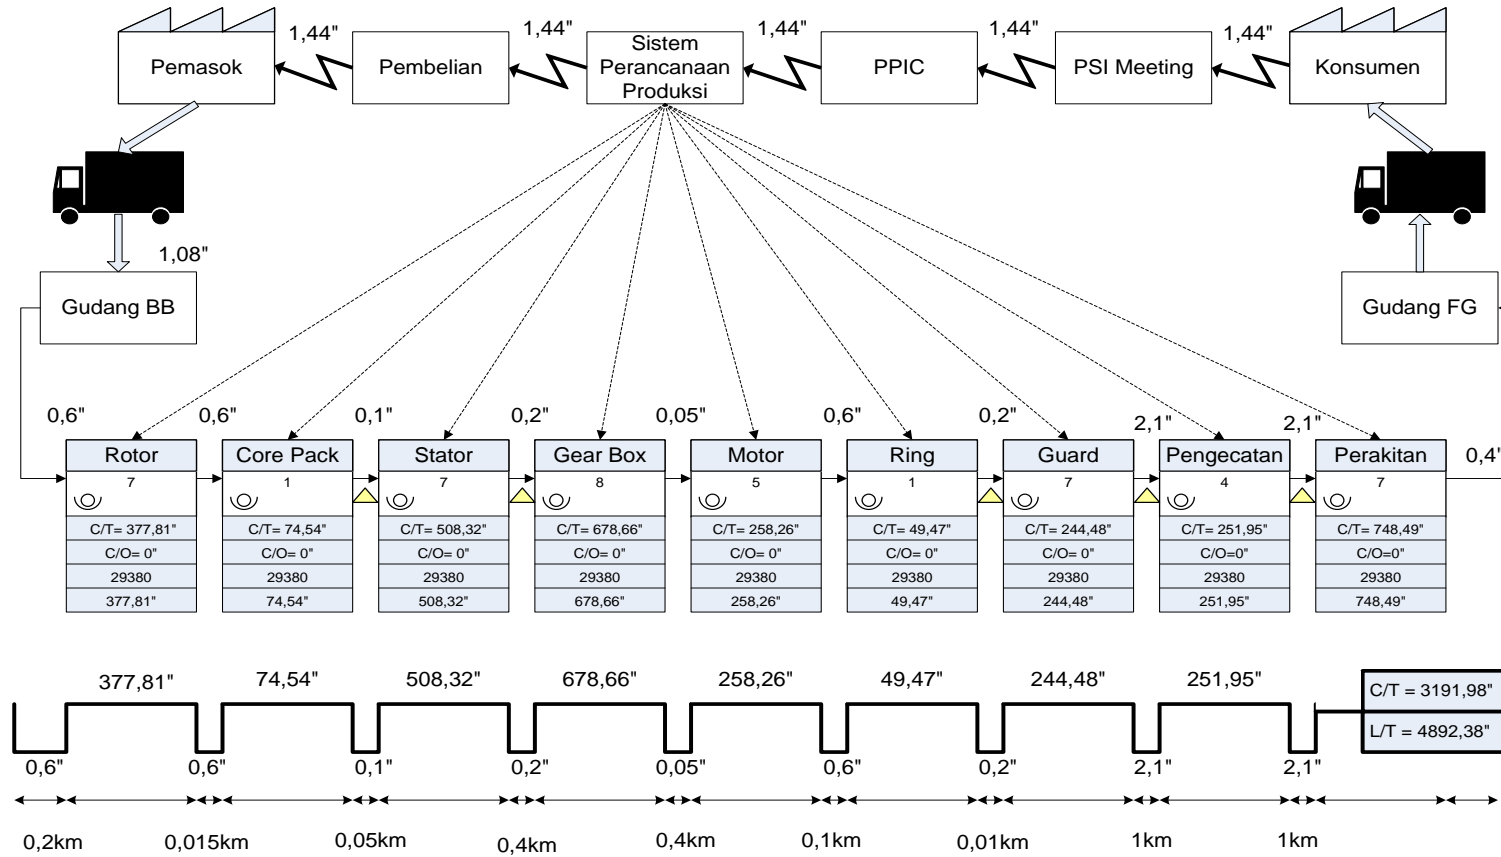 1,44"
1,44"
1,44"
1,44"
1,44"
Pemasok
Pembelian
Sistem
Perancanaan
Produksi
PPIC
PSI Meeting
Konsumen
1,08"
Gudang BB
Gudang FG
0,6"
0,6"
0,1"
0,2"
0,05"
0,6"
0,2"
2,1"
2,1"
0,4"
Rotor
7
C/T= 377,81"
C/O= 0"
29380
377,81"
Core Pack
1
C/T= 74,54"
C/O= 0"
29380
74,54"
Stator
7
C/T= 508,32"
C/O= 0"
29380
508,32"
Gear Box
8
C/T= 678,66"
C/O= 0"
29380
678,66"
Motor
5
C/T= 258,26"
C/O= 0"
29380
258,26"
Ring
1
C/T= 49,47"
C/O= 0"
29380
49,47"
Guard
7
C/T= 244,48"
C/O= 0"
29380
244,48"
Pengecatan
4
C/T= 251,95"
C/O=0"
29380
251,95"
Perakitan
7
C/T= 748,49"
C/O=0"
29380
748,49"
377,81"
74,54"
508,32"
678,66"
258,26"
49,47"
244,48"
251,95"
C/T = 3191,98"
L/T = 4892,38"
0,6"
0,6"
0,1"
0,2"
0,05"
0,6"
0,2"
2,1"
2,1"
0,2km
0,015km
0,05km
0,4km
0,4km
0,1km
0,01km
1km
1km